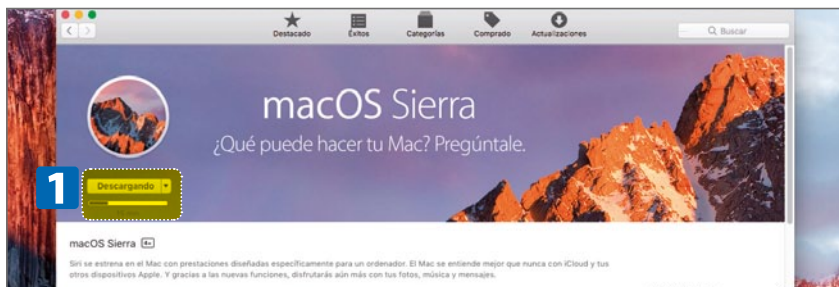 Destacado
Éxitos
Categorías
Comprado
Actualizaciones
Buscar
macOS Sierra
¿Qué puede hacer tu Mac? Pregúntale.
1
Descargando
macOS Sierra 4+
Siri se estrena en el Mac con prestaciones diseñadas específicamente para un ordenador. El Mac se entiende mejor que nunca con iCloud y tus
otros dispositivos Apple. Y gracias a las nuevas funciones, disfrutarás aún más con tus fotos, música y mensajes.